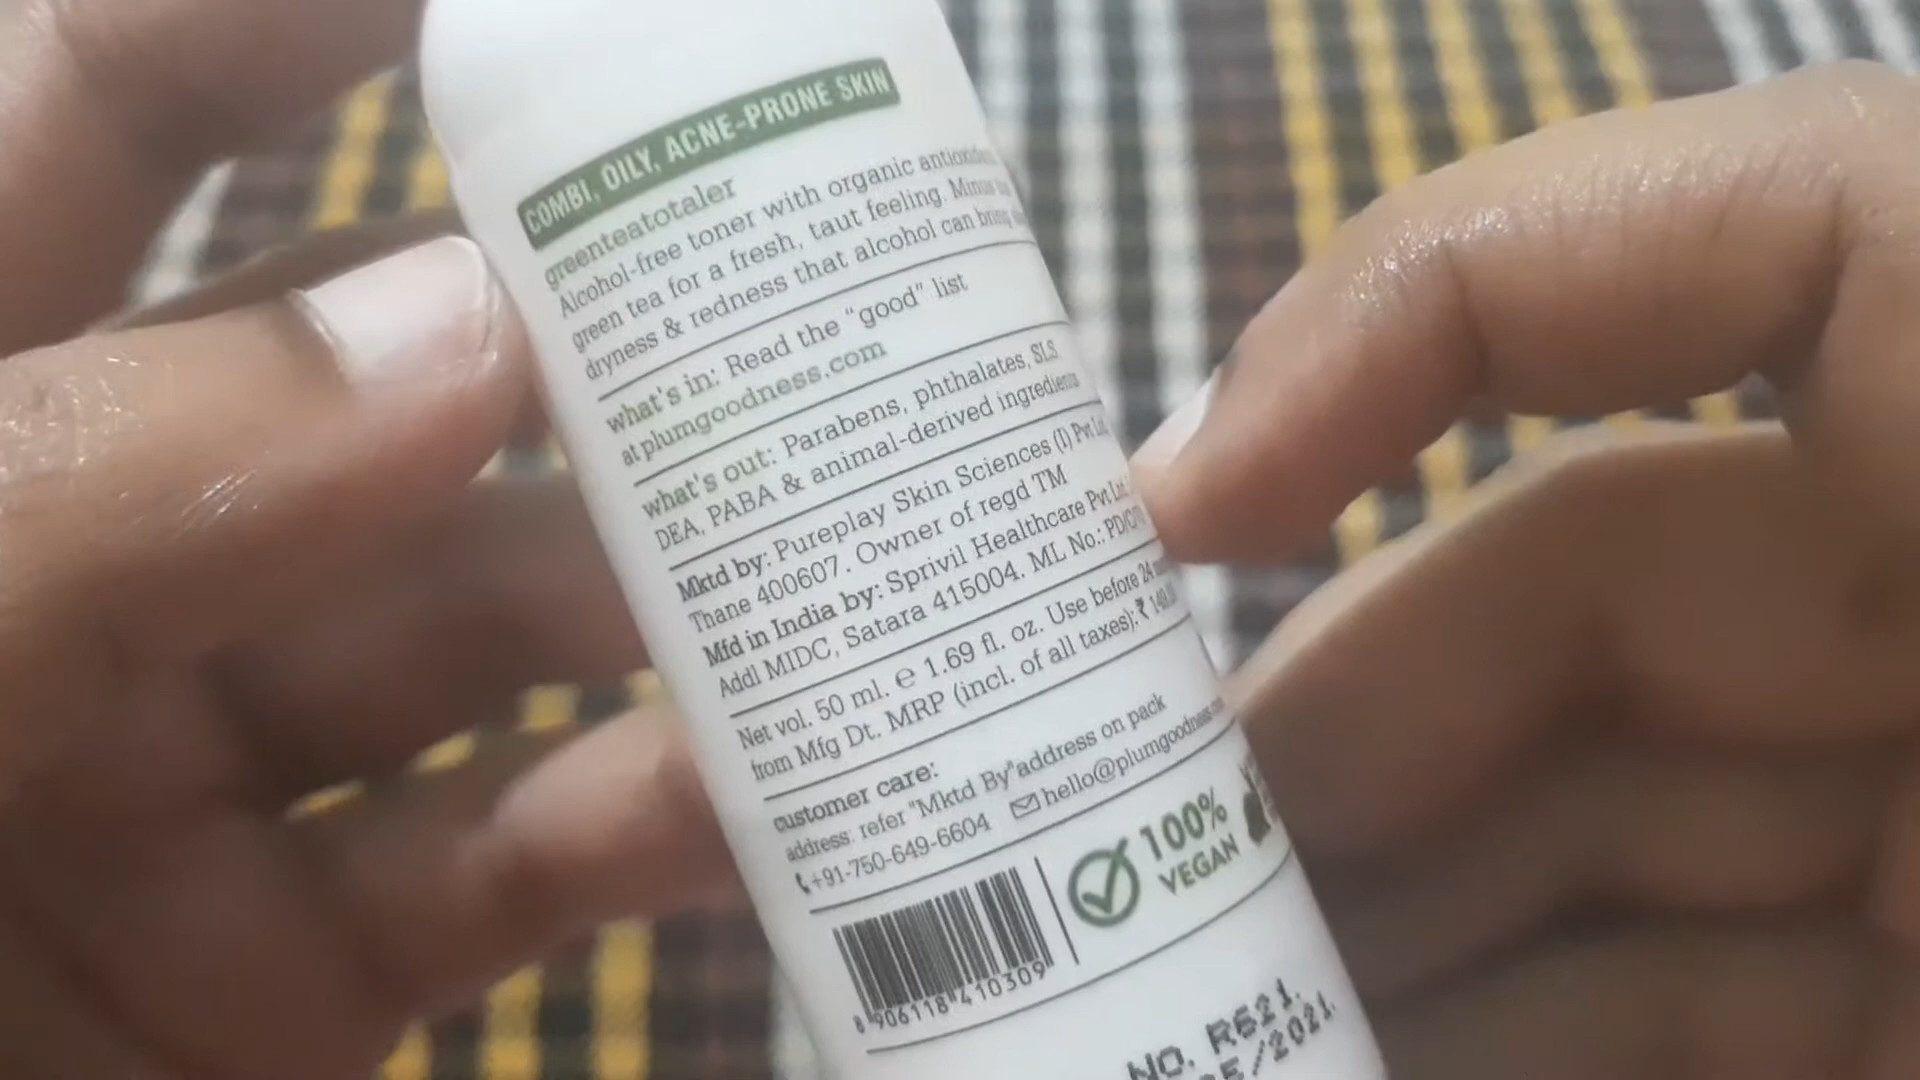 COMBI, OILY, ACNE-PRONE SKIN
greenteatotaler
Alcohol-free toner with organic
green tea for a fresh, taut feeling. Minus
dryness & redness that alcohol can bring
what's in: Read the "good" list
at plumgoodness.com
what's out: Parabens, phthalates, SLS
DEA, PABA & animal-derived ingredients
Mktd by: Pureplay Skin Sciences (I) Pvt Ltd.
Thane 400607. Owner of regd TM
Mfd in India by: Sprivil Healthcare Pvt. Ltd.
Addl MIDC, Satara 415004. ML No.:
Net vol. 50 ml. ℮ 1.69 fl. oz. Use before 24
from Mfg Dt. MRP (incl. of all taxes): ₹
customer care:
address: refer "Mktd By" address on pack
+91-750-649-6604 hello@plumgoodness.com
100%
VEGAN
8 906118 410309
NO. R621.
/2021.